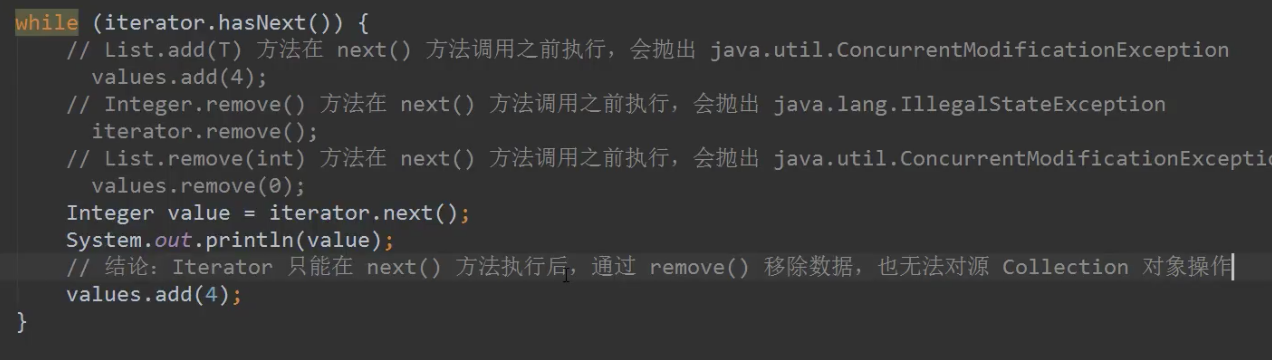 while (iterator.hasNext()) {
// List.add(T) 方法在 next() 方法调用之前执行，会抛出 java.util.ConcurrentModificationException
values.add(4);
// Integer.remove() 方法在 next() 方法调用之前执行，会抛出 java.lang.IllegalStateException
iterator.remove();
// List.remove(int) 方法在 next() 方法调用之前执行，会抛出 java.util.ConcurrentModificationExceptio
values.remove(0);
Integer value = iterator.next();
System.out.println(value);
// 结论：Iterator 只能在 next() 方法执行后，通过 remove() 移除数据，也无法对源 Collection 对象操作
values.add(4);
}